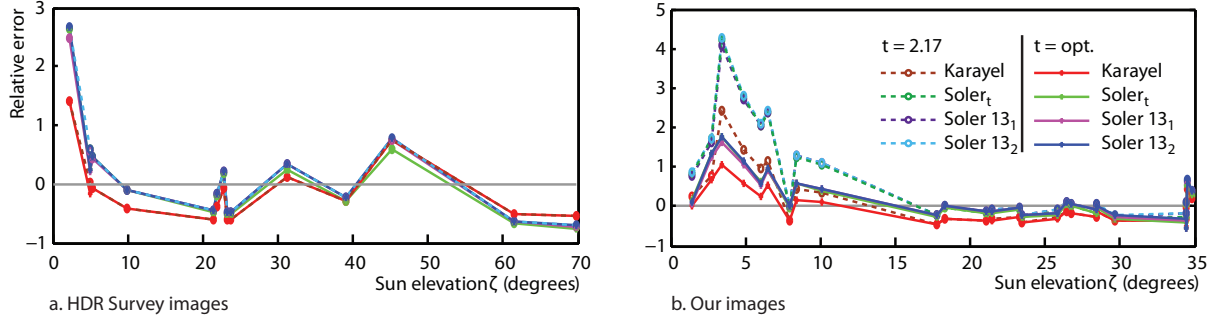 Relative error
3
2
1
0
−1
0 10 20 30 40 50 60 70
Sun elevation ζ (degrees)
a. HDR Survey images
5
4
3
2
1
0
−1
t = 2.17 t = opt.
Karayel Karayel
Soler_t Soler_t
Soler 13_1 Soler 13_1
Soler 13_2 Soler 13_2
0 5 10 15 20 25 30 35
Sun elevation ζ (degrees)
b. Our images